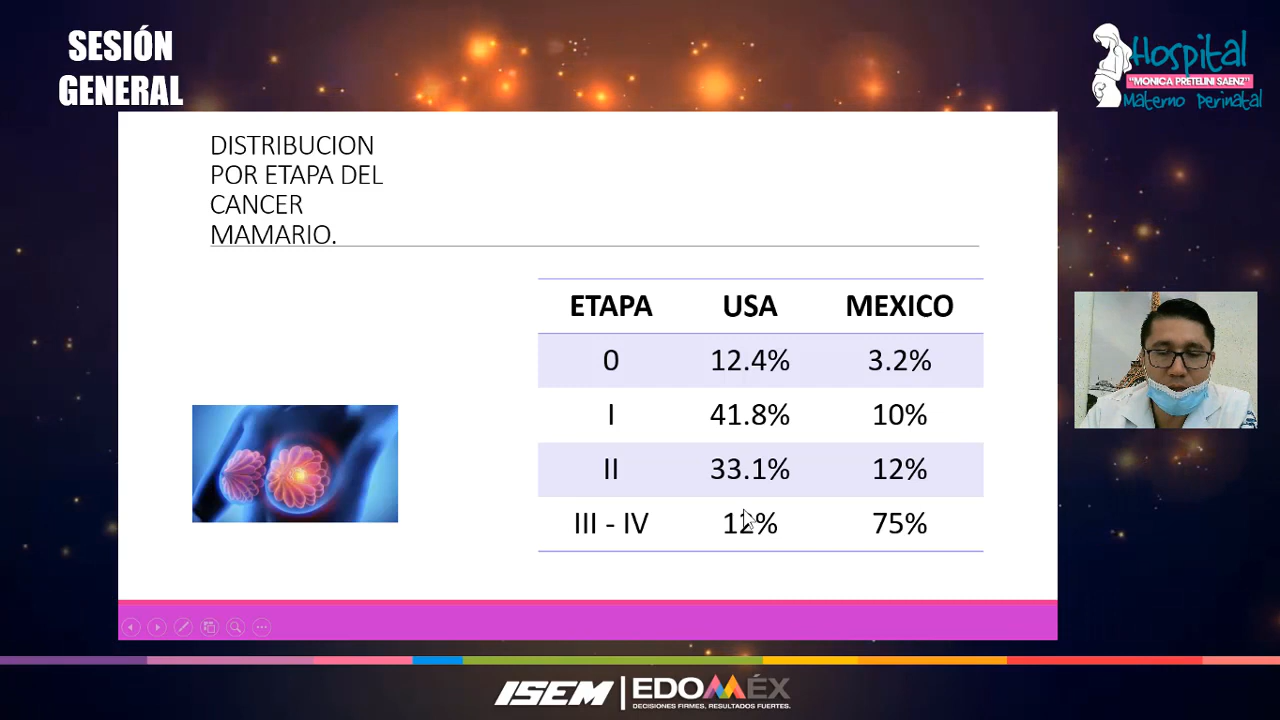 SESIÓN
GENERAL
Hospital
"MONICA PRETELINI SAENZ"
Materno perinatal
DISTRIBUCION
POR ETAPA DEL
CANCER
MAMARIO.
ETAPA USA MEXICO
0 12.4% 3.2%
I 41.8% 10%
II 33.1% 12%
III - IV 12% 75%
ISEM EDOMÉX
DECISIONES FIRMES. RESULTADOS FUERTES.